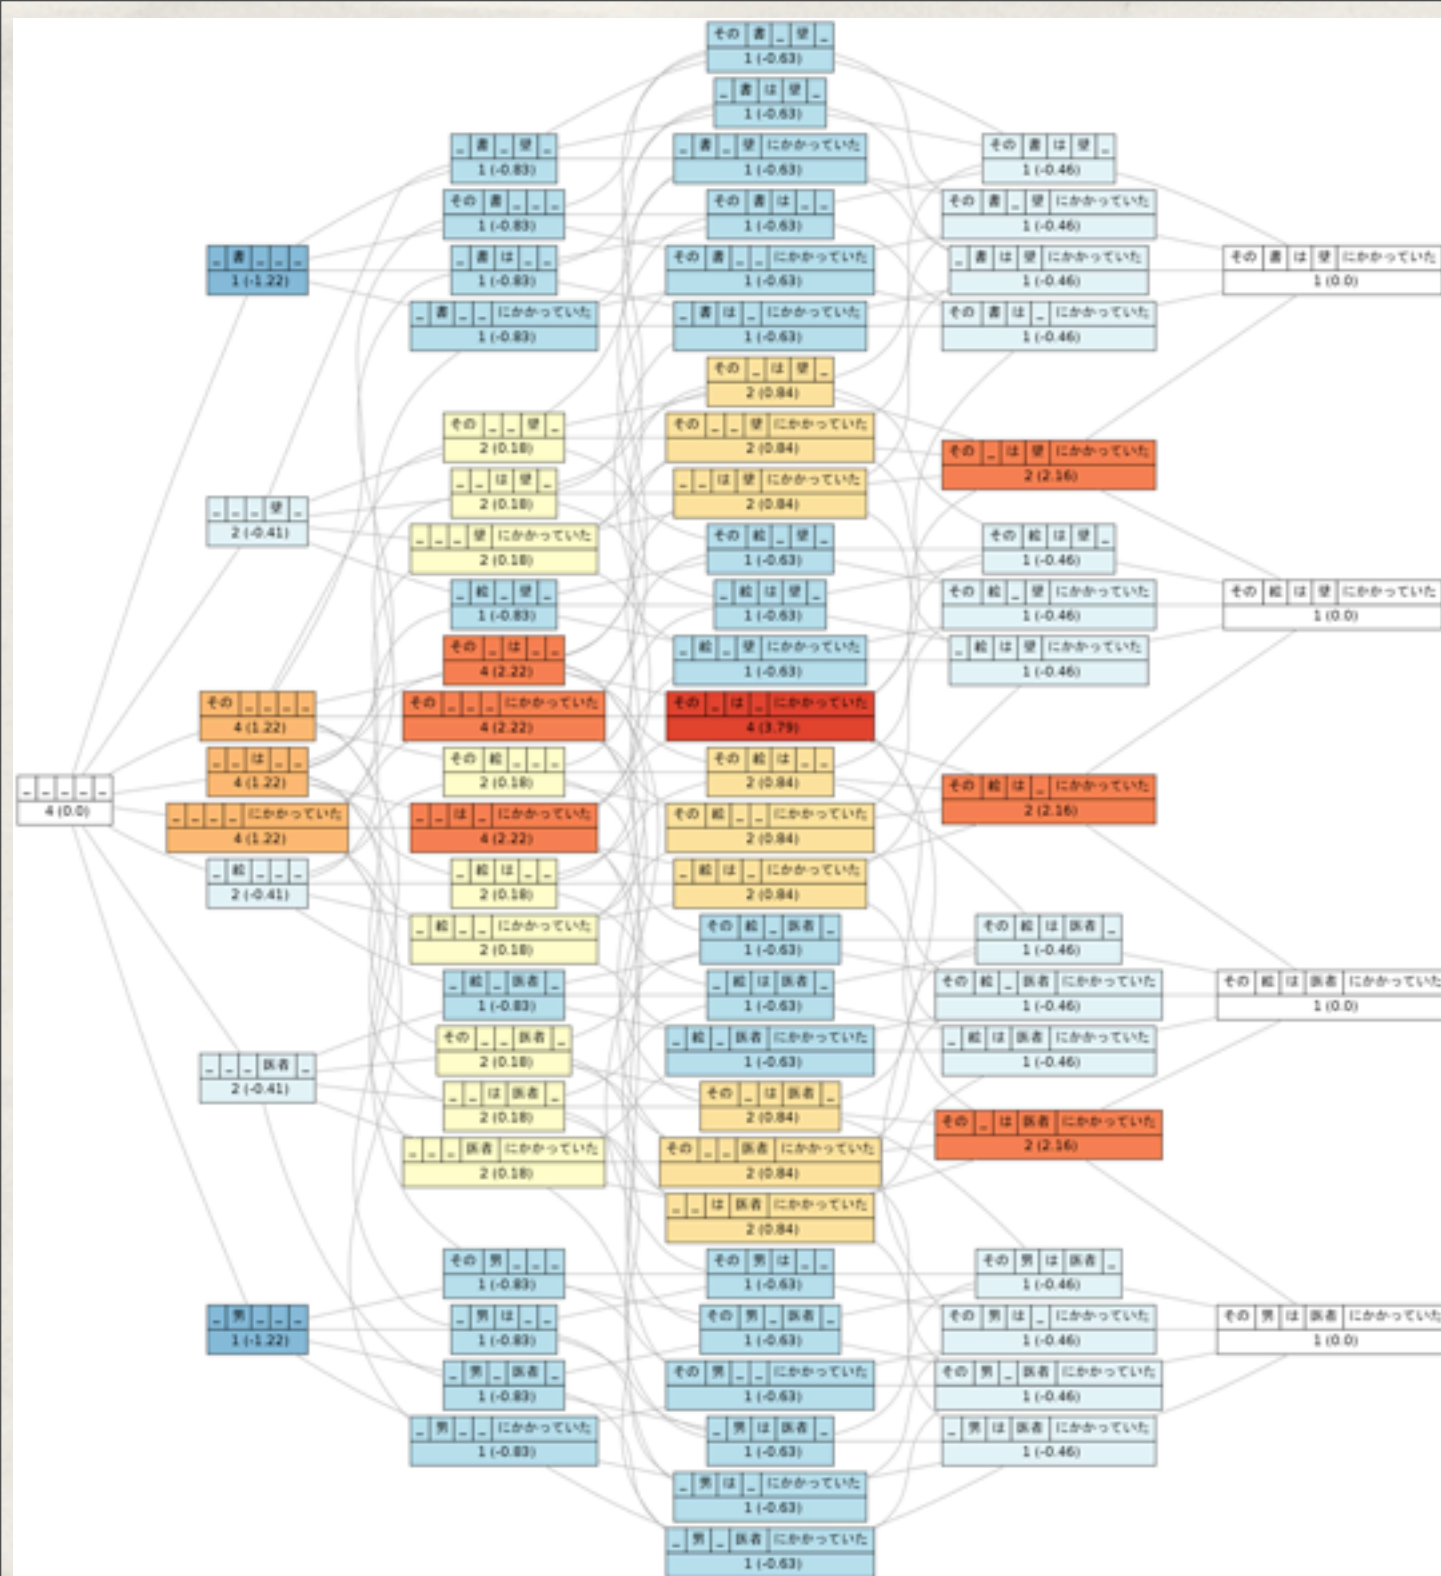 _ _ _ _ _
4 (0.0)
_ 書 _ _ _
1 (-1.22)
_ _ _ 壁 _
2 (-0.41)
その _ _ _ _
4 (1.22)
_ _ は _ _
4 (1.22)
_ _ _ _ にかかっていた
4 (1.22)
_ 絵 _ _ _
2 (-0.41)
_ _ _ 医者 _
2 (-0.41)
_ 男 _ _ _
1 (-1.22)
_ 書 _ 壁 _
1 (-0.83)
その 書 _ _ _
1 (-0.83)
_ 書 は _ _
1 (-0.83)
_ 書 _ _ にかかっていた
1 (-0.83)
その _ _ 壁 _
2 (0.18)
_ _ は 壁 _
2 (0.18)
_ _ _ 壁 にかかっていた
2 (0.18)
_ 絵 _ 壁 _
1 (-0.83)
その _ は _ _
4 (2.22)
その _ _ _ にかかっていた
4 (2.22)
その 絵 _ _ _
2 (0.18)
_ _ は _ にかかっていた
4 (2.22)
_ 絵 は _ _
2 (0.18)
_ 絵 _ _ にかかっていた
2 (0.18)
_ 絵 _ 医者 _
1 (-0.83)
その _ _ 医者 _
2 (0.18)
_ _ は 医者 _
2 (0.18)
_ _ _ 医者 にかかっていた
2 (0.18)
その 男 _ _ _
1 (-0.83)
_ 男 は _ _
1 (-0.83)
_ 男 _ 医者 _
1 (-0.83)
_ 男 _ _ にかかっていた
1 (-0.83)
その 書 _ 壁 _
1 (-0.63)
_ 書 は 壁 _
1 (-0.63)
_ 書 _ 壁 にかかっていた
1 (-0.63)
その 書 は _ _
1 (-0.63)
その 書 _ _ にかかっていた
1 (-0.63)
_ 書 は _ にかかっていた
1 (-0.63)
その _ は 壁 _
2 (0.84)
その _ _ 壁 にかかっていた
2 (0.84)
_ _ は 壁 にかかっていた
2 (0.84)
その 絵 _ 壁 _
1 (-0.63)
_ 絵 は 壁 _
1 (-0.63)
_ 絵 _ 壁 にかかっていた
1 (-0.63)
その _ は _ にかかっていた
4 (3.79)
その 絵 は _ _
2 (0.84)
その 絵 _ _ にかかっていた
2 (0.84)
_ 絵 は _ にかかっていた
2 (0.84)
その 絵 _ 医者 _
1 (-0.63)
_ 絵 は 医者 _
1 (-0.63)
_ 絵 _ 医者 にかかっていた
1 (-0.63)
その _ は 医者 _
2 (0.84)
その _ _ 医者 にかかっていた
2 (0.84)
_ _ は 医者 にかかっていた
2 (0.84)
その 男 は _ _
1 (-0.63)
その 男 _ 医者 _
1 (-0.63)
その 男 _ _ にかかっていた
1 (-0.63)
_ 男 は 医者 _
1 (-0.63)
_ 男 は _ にかかっていた
1 (-0.63)
_ 男 _ 医者 にかかっていた
1 (-0.63)
その 書 は 壁 _
1 (-0.46)
その 書 _ 壁 にかかっていた
1 (-0.46)
_ 書 は 壁 にかかっていた
1 (-0.46)
その 書 は _ にかかっていた
1 (-0.46)
その _ は 壁 にかかっていた
2 (2.16)
その 絵 は 壁 _
1 (-0.46)
その 絵 _ 壁 にかかっていた
1 (-0.46)
_ 絵 は 壁 にかかっていた
1 (-0.46)
その 絵 は _ にかかっていた
2 (2.16)
その 絵 は 医者 _
1 (-0.46)
その 絵 _ 医者 にかかっていた
1 (-0.46)
_ 絵 は 医者 にかかっていた
1 (-0.46)
その _ は 医者 にかかっていた
2 (2.16)
その 男 は 医者 _
1 (-0.46)
その 男 は _ にかかっていた
1 (-0.46)
その 男 _ 医者 にかかっていた
1 (-0.46)
_ 男 は 医者 にかかっていた
1 (-0.46)
その 書 は 壁 にかかっていた
1 (0.0)
その 絵 は 壁 にかかっていた
1 (0.0)
その 絵 は 医者 にかかっていた
1 (0.0)
その 男 は 医者 にかかっていた
1 (0.0)